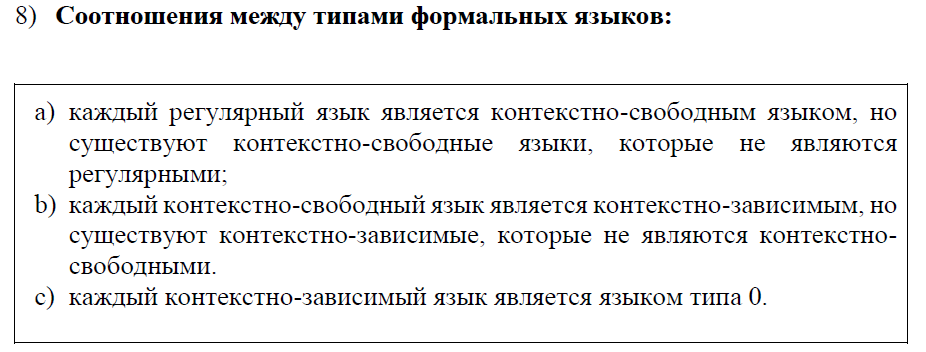 8) Соотношения между типами формальных языков:
a) каждый регулярный язык является контекстно-свободным языком, но
существуют контекстно-свободные языки, которые не являются
регулярными;
b) каждый контекстно-свободный язык является контекстно-зависимым, но
существуют контекстно-зависимые, которые не являются контекстно-
свободными.
c) каждый контекстно-зависимый язык является языком типа 0.